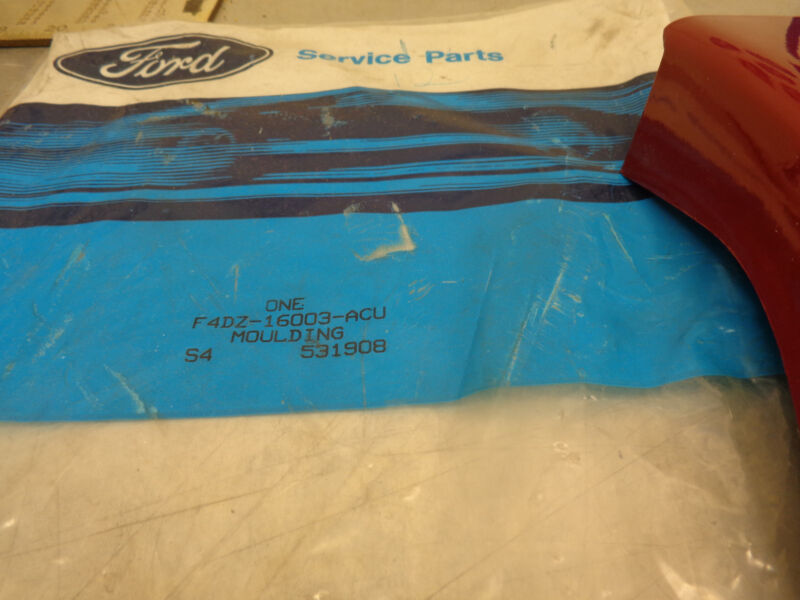 Ford Service Parts
ONE
F4DZ-16003-ACU
MOULDING
S4 531908